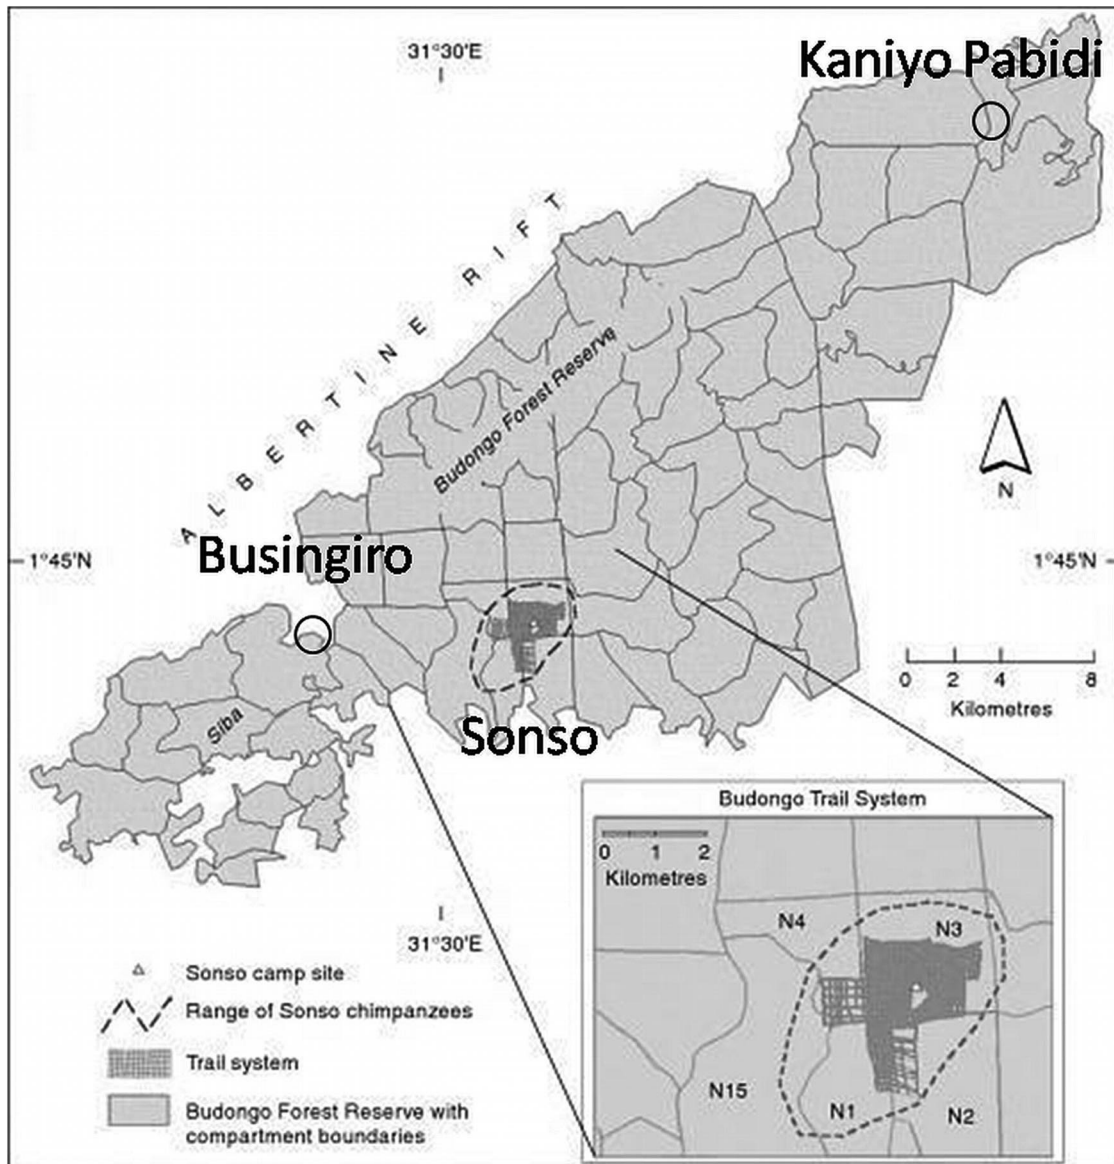 31°30'E
Kaniyo Pabidi
ALBERTINE RIFT
Budongo Forest Reserve
N
1°45'N
1°45'N
Busingiro
0 2 4 8
Kilometres
Siba
Sonso
Budongo Trail System
0 1 2
Kilometres
N4
N3
N15
N1
N2
31°30'E
Sonso camp site
Range of Sonso chimpanzees
Trail system
Budongo Forest Reserve with
compartment boundaries